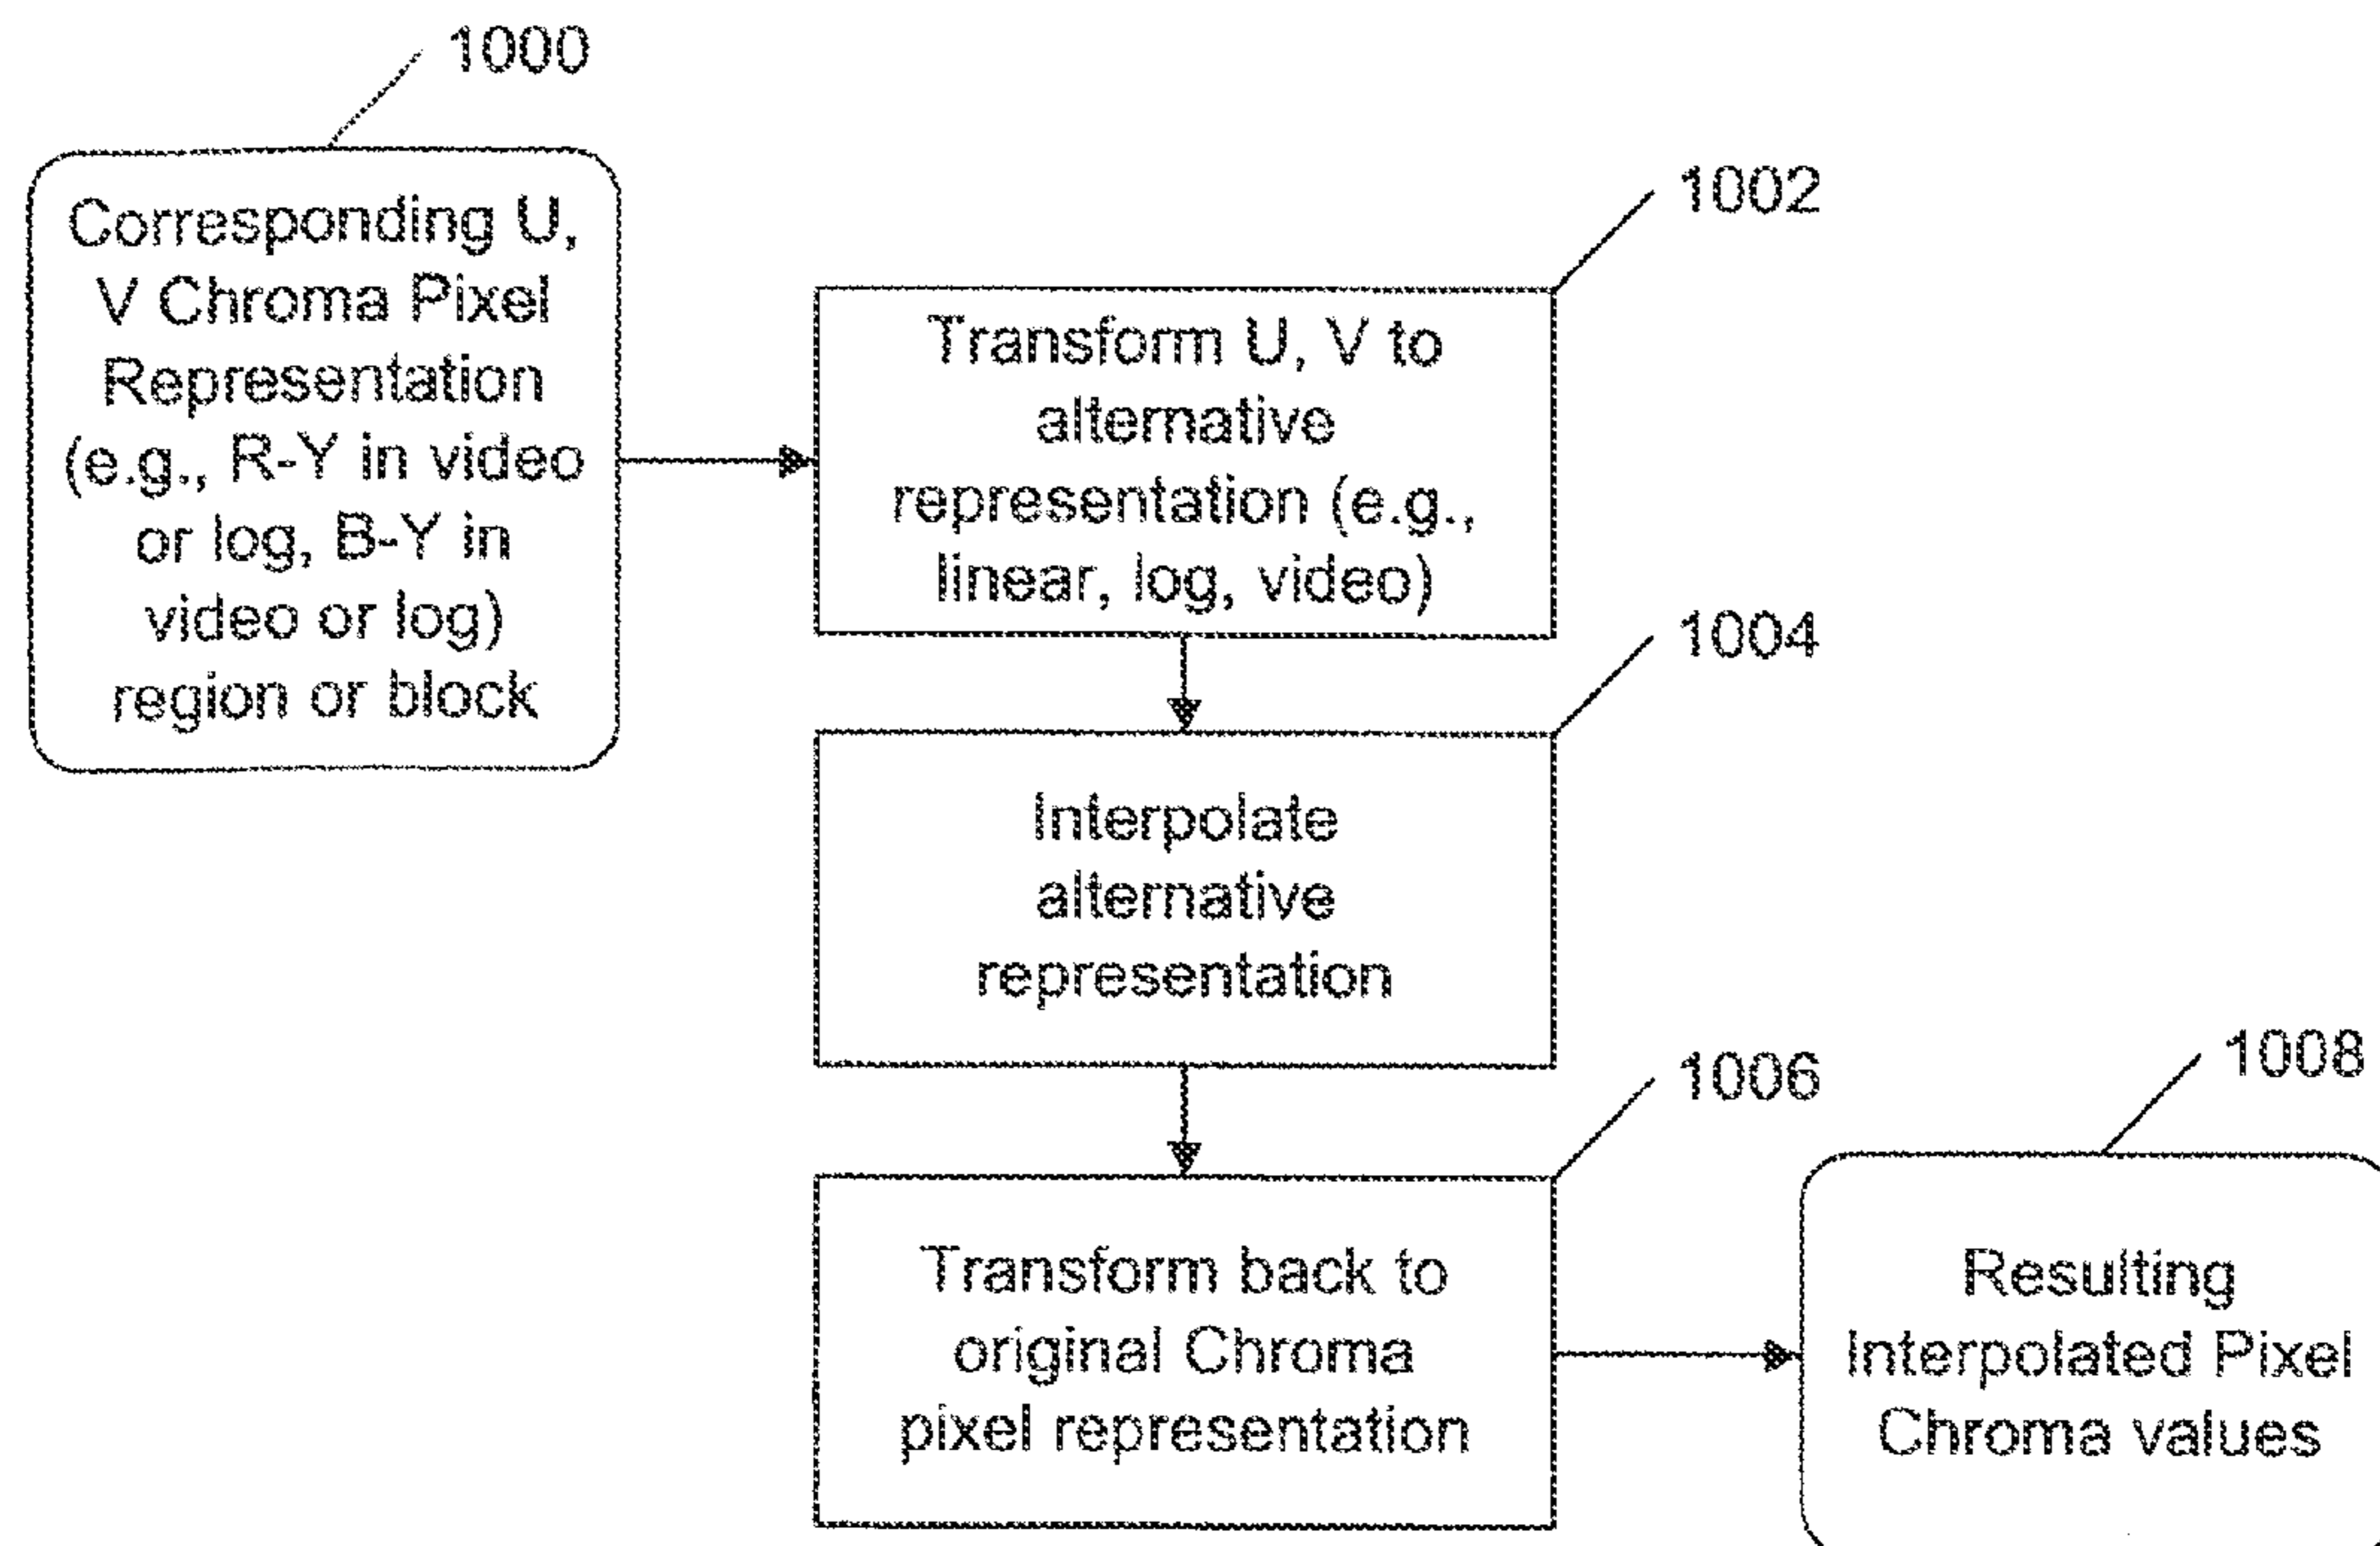 1000
Corresponding U,
V Chroma Pixel
Representation
(e.g., R-Y in video
or log, B-Y in
video or log)
region or block
1002
Transform U, V to
alternative
representation (e.g.,
linear, log, video)
1004
Interpolate
alternative
representation
1006
Transform back to
original Chroma
pixel representation
1008
Resulting
Interpolated Pixel
Chroma values